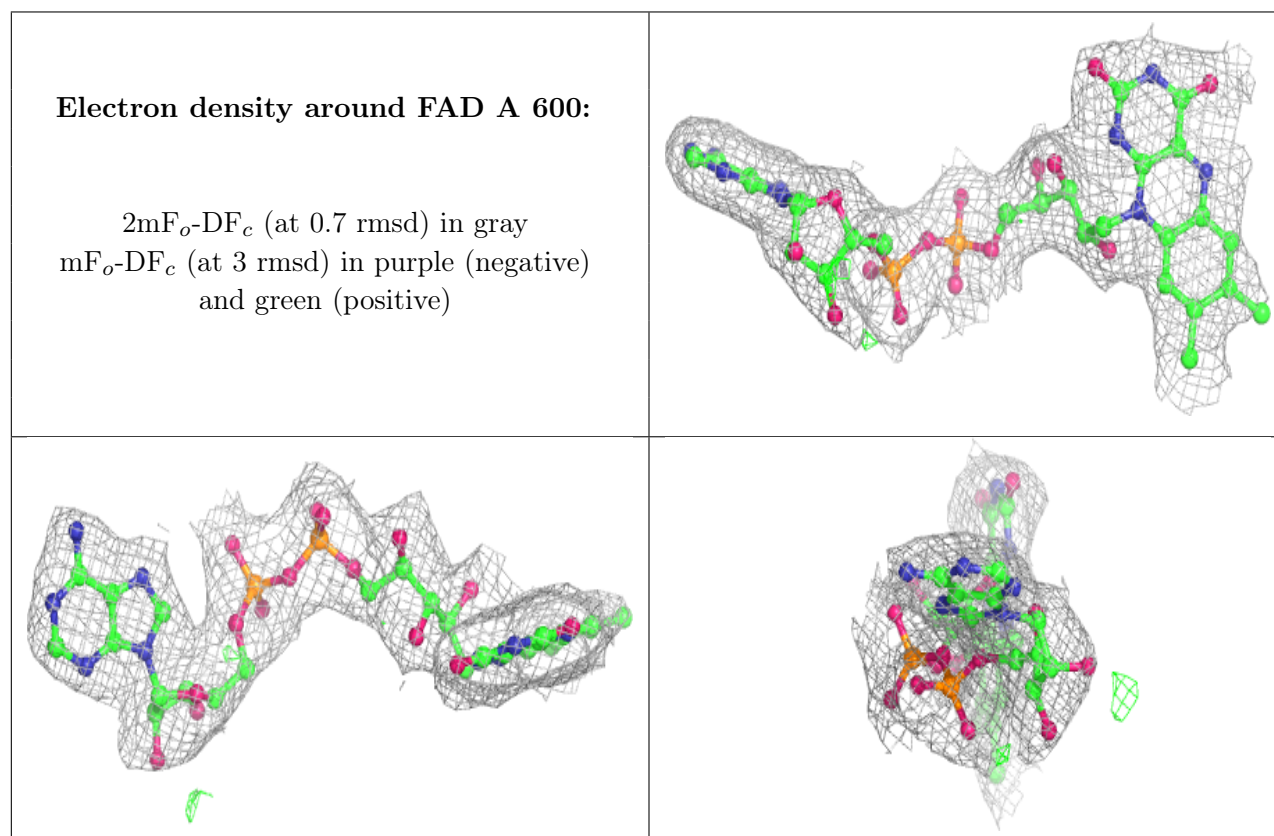 Electron density around FAD A 600:
2mFₒ-DF𝒸 (at 0.7 rmsd) in gray
mFₒ-DF𝒸 (at 3 rmsd) in purple (negative)
and green (positive)